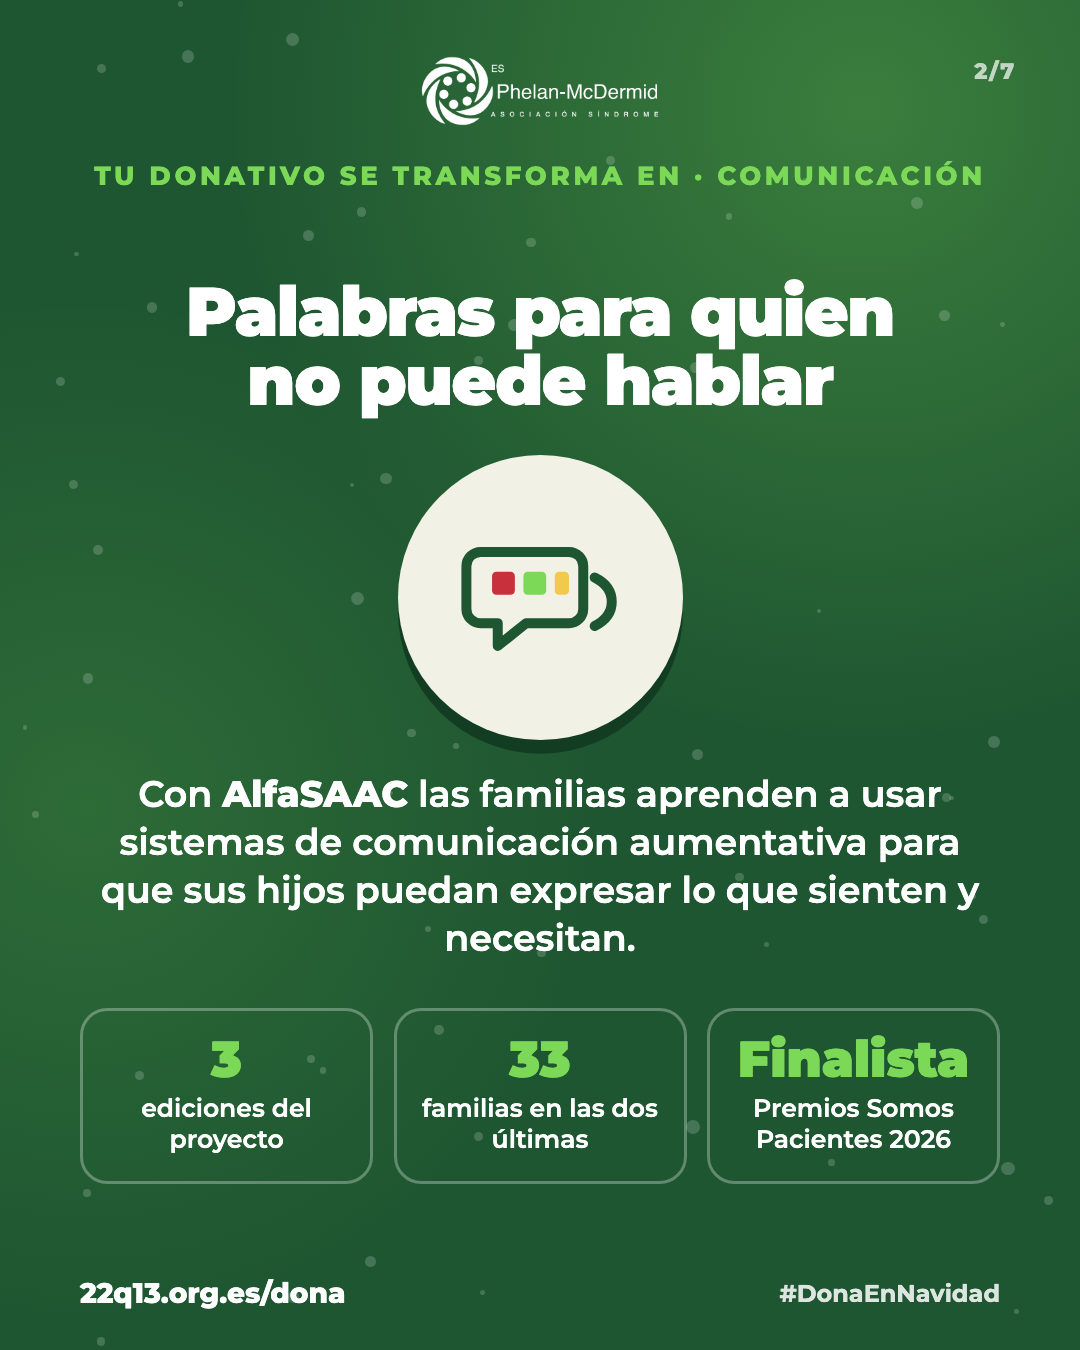 ES
Phelan-McDermid
ASOCIACIÓN SÍNDROME
2/7
TU DONATIVO SE TRANSFORMA EN · COMUNICACIÓN
Palabras para quien
no puede hablar
Con AlfaSAAC las familias aprenden a usar
sistemas de comunicación aumentativa para
que sus hijos puedan expresar lo que sienten y
necesitan.
3
ediciones del
proyecto
33
familias en las dos
últimas
Finalista
Premios Somos
Pacientes 2026
22q13.org.es/dona
#DonaEnNavidad